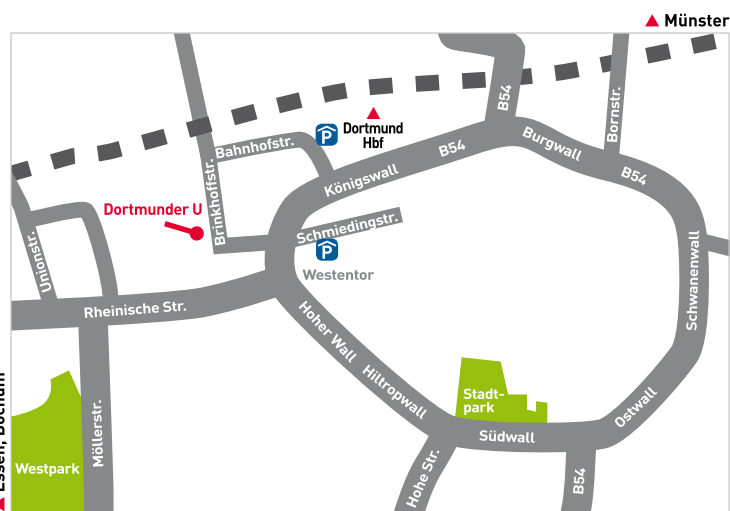 Münster
B54
Bornstr.
P
Dortmund
Hbf
Burgwall
Bahnhofstr.
B54
Königswall
B54
Brinkhoffstr.
Dortmunder U
Schmiedingstr.
P
Westentor
Unionstr.
Schwanenwall
Rheinische Str.
Hoher Wall
Hiltropwall
Stadt-
park
Ostwall
Südwall
Essen, Bochum
Möllerstr.
Westpark
Hohe Str.
B54